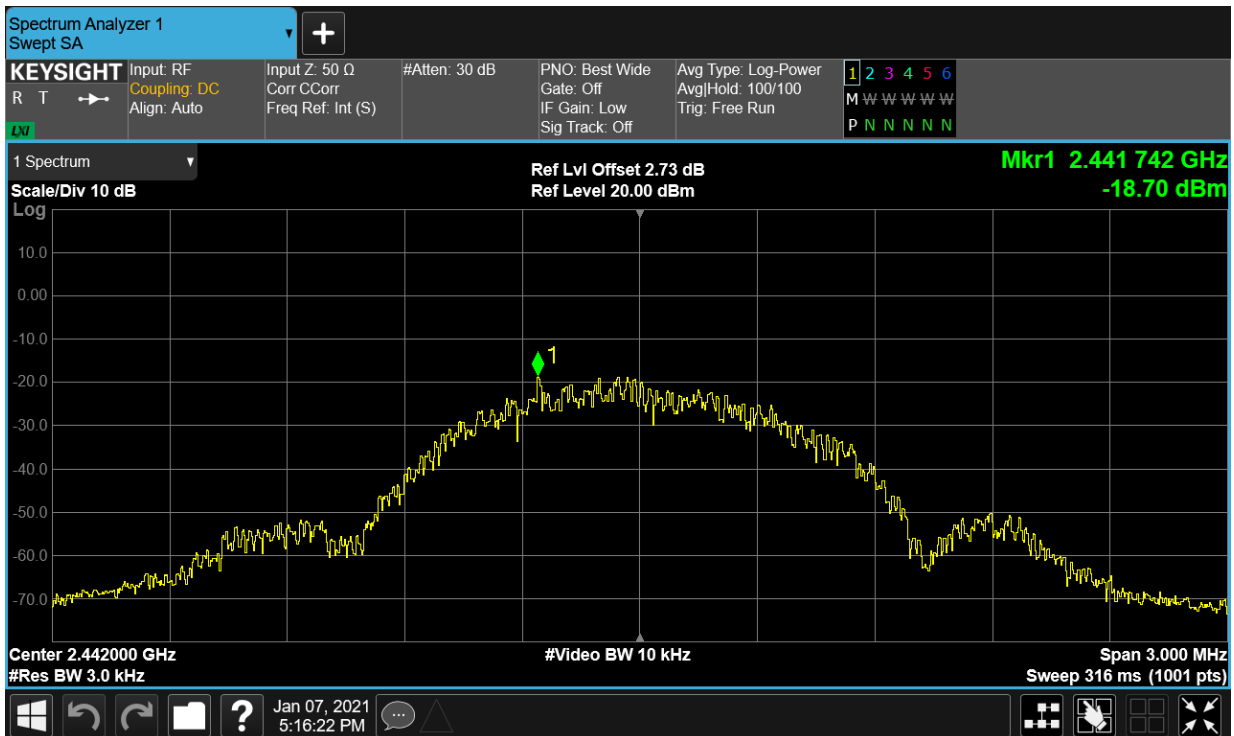 Spectrum Analyzer 1
Swept SA
+
KEYSIGHT Input: RF Input Z: 50 Ω #Atten: 30 dB PNO: Best Wide Avg Type: Log-Power 1 2 3 4 5 6
R T Coupling: DC Corr CCorr Gate: Off Avg|Hold: 100/100 M W W W W W
Align: Auto Freq Ref: Int (S) IF Gain: Low Trig: Free Run
LXI Sig Track: Off P N N N N N
1 Spectrum
Ref Lvl Offset 2.73 dB
Mkr1 2.441 742 GHz
Scale/Div 10 dB
Ref Level 20.00 dBm
-18.70 dBm
Log
10.0
0.00
-10.0
1
-20.0
-30.0
-40.0
-50.0
-60.0
-70.0
Center 2.442000 GHz #Video BW 10 kHz Span 3.000 MHz
#Res BW 3.0 kHz Sweep 316 ms (1001 pts)
? Jan 07, 2021
5:16:22 PM